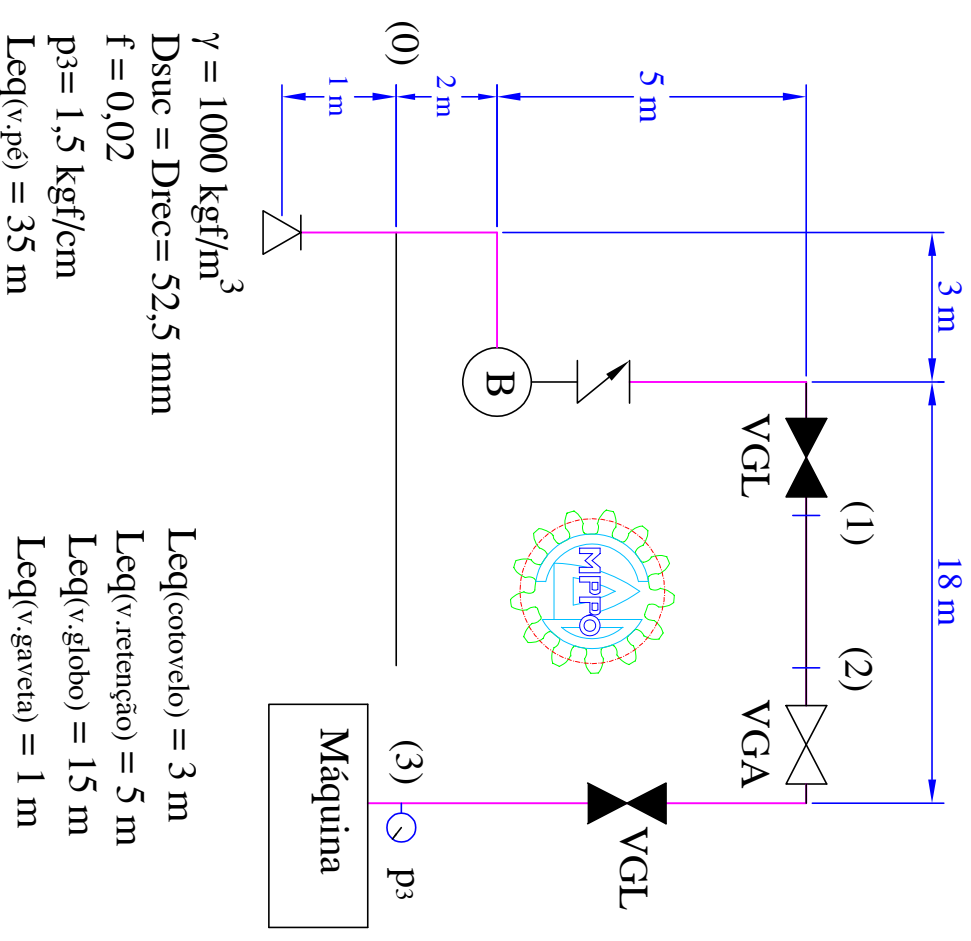 (0)
γ = 1000 kgf/m³
Dsuc = Drec= 52,5 mm
f = 0,02
p3= 1,5 kgf/cm
Leq(v.pé) = 35 m
1 m
2 m
5 m
3 m
18 m
B
VGL
(1)
(2)
VGA
VGL
MPPO
(3)
p3
Máquina
Leq(cotovelo) = 3 m
Leq(v.retenção) = 5 m
Leq(v.globo) = 15 m
Leq(v.gaveta) = 1 m